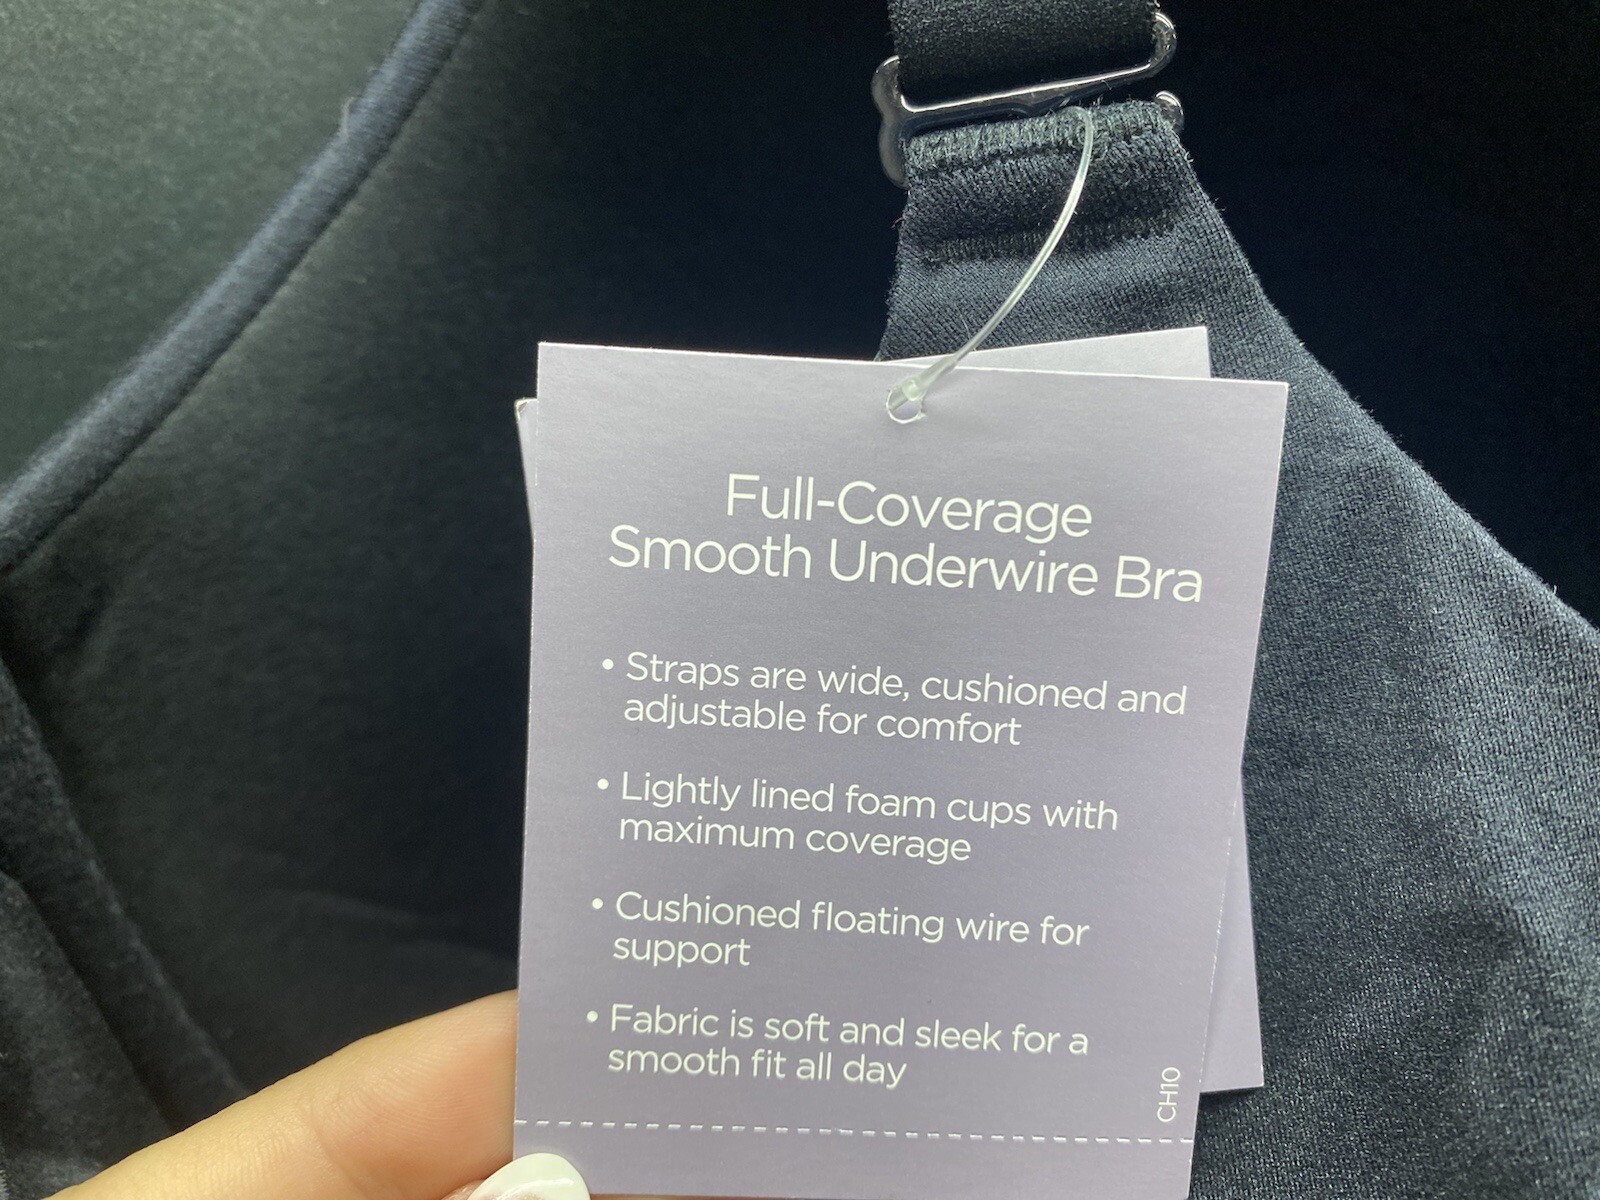 Full-Coverage
Smooth Underwire Bra
• Straps are wide, cushioned and
adjustable for comfort
• Lightly lined foam cups with
maximum coverage
• Cushioned floating wire for
support
• Fabric is soft and sleek for a
smooth fit all day
CH10